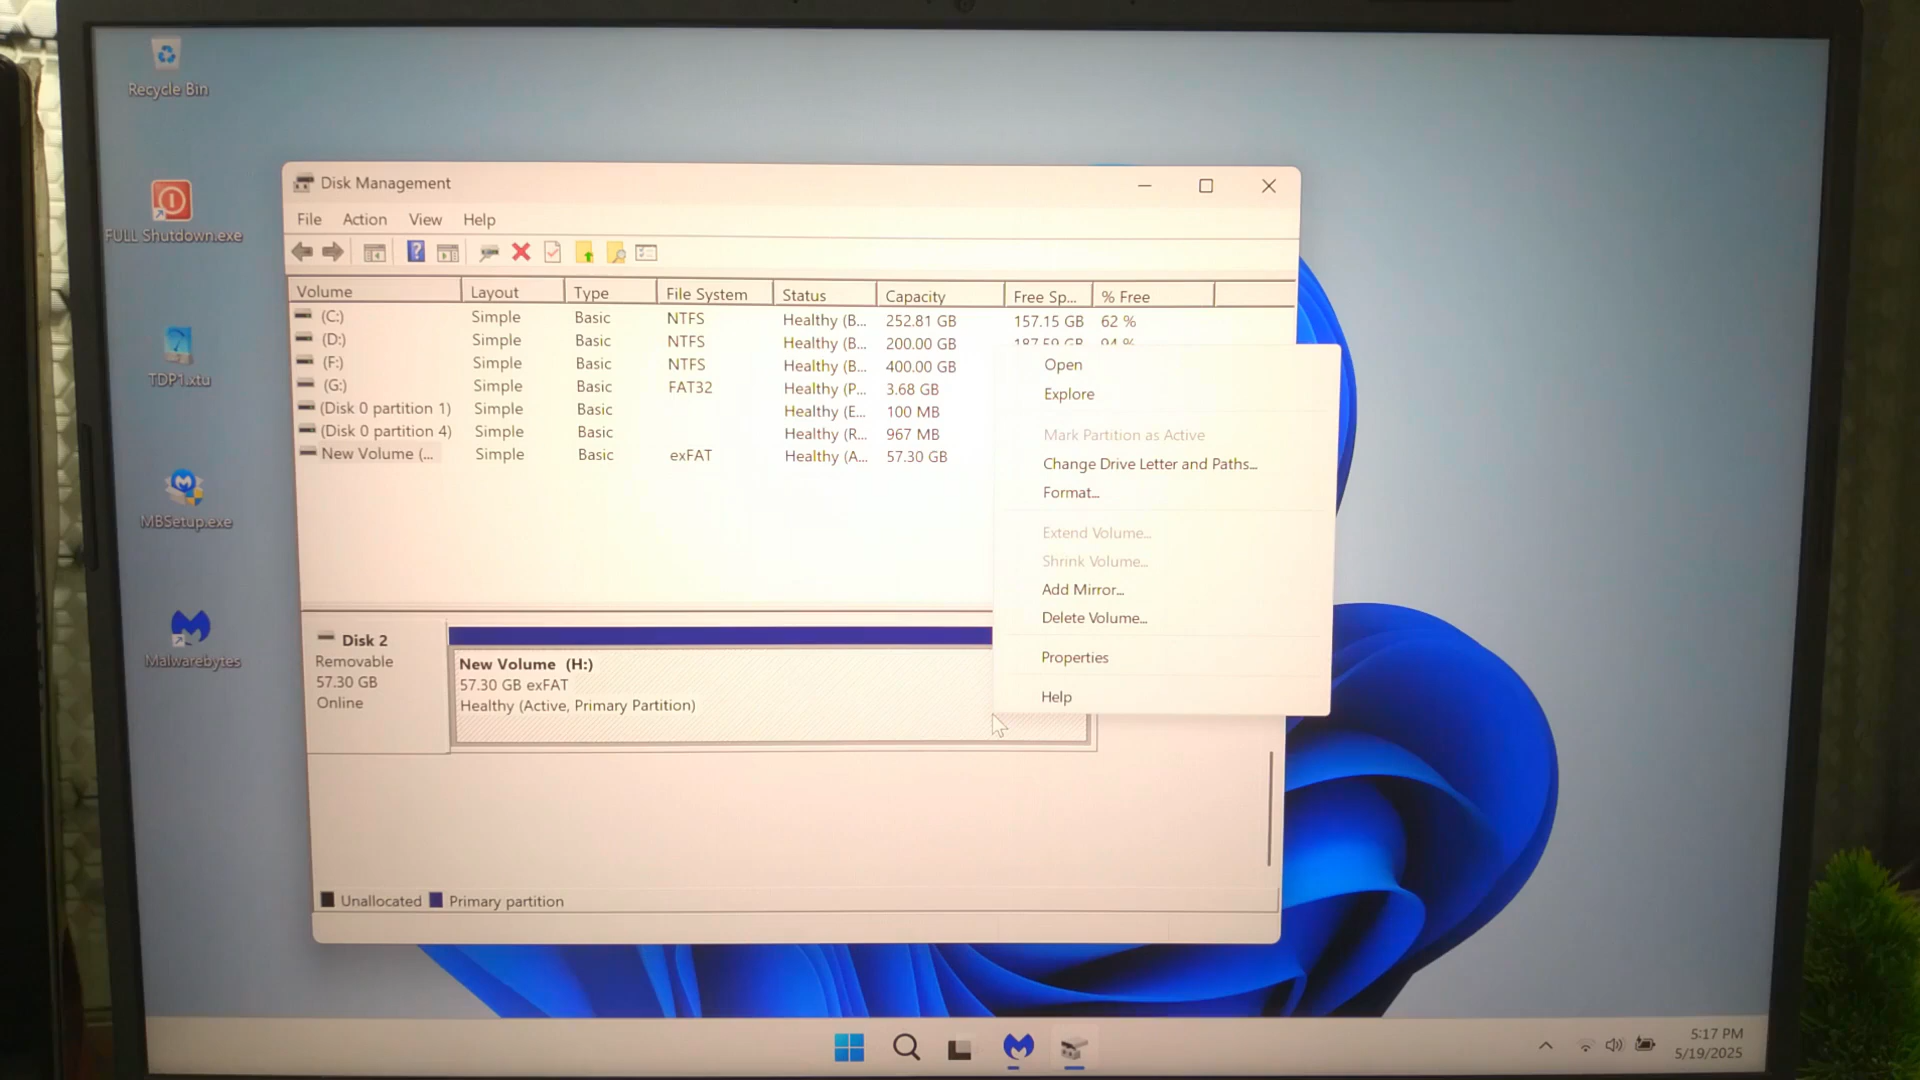 Recycle Bin
FULL Shutdown.exe
TDP1.xtu
MBSetup.exe
Malwarebytes
Disk Management
File Action View Help
Volume Layout Type File System Status Capacity Free Sp... % Free
(C:) Simple Basic NTFS Healthy (B... 252.81 GB 157.15 GB 62 %
(D:) Simple Basic NTFS Healthy (B... 200.00 GB 187.59 GB 94 %
(F:) Simple Basic NTFS Healthy (B... 400.00 GB
(G:) Simple Basic FAT32 Healthy (P... 3.68 GB
(Disk 0 partition 1) Simple Basic Healthy (E... 100 MB
(Disk 0 partition 4) Simple Basic Healthy (R... 967 MB
New Volume (... Simple Basic exFAT Healthy (A... 57.30 GB
Open
Explore
Mark Partition as Active
Change Drive Letter and Paths...
Format...
Extend Volume...
Shrink Volume...
Add Mirror...
Delete Volume...
Properties
Help
Disk 2
Removable
57.30 GB
Online
New Volume (H:)
57.30 GB exFAT
Healthy (Active, Primary Partition)
Unallocated Primary partition
5:17 PM
5/19/2025